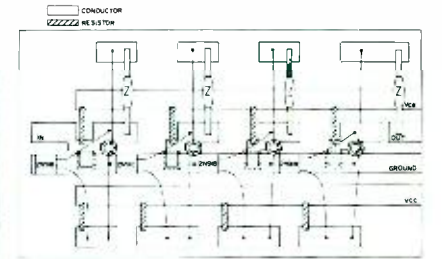 CONDUCTOR
RESISTOR
Z Z Z
Vcc
IN OUT
2N918
GROUND
VCC